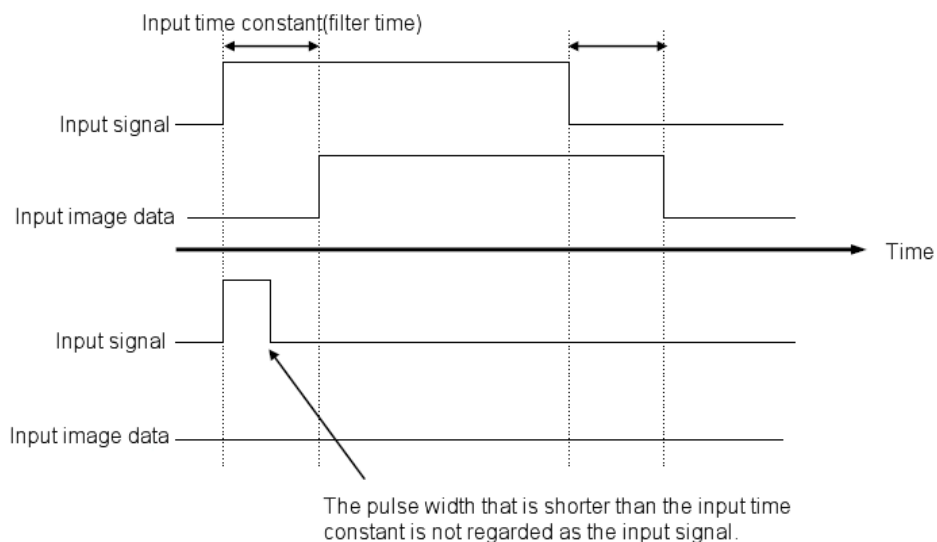 Input time constant(filter time)
Input signal
Input image data
Time
Input signal
Input image data
The pulse width that is shorter than the input time
constant is not regarded as the input signal.